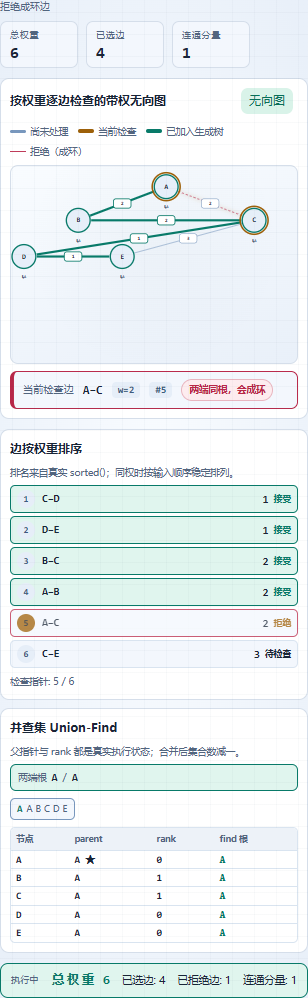 拒绝成环边
总权重
6
已选边
4
连通分量
1
按权重逐边检查的带权无向图
无向图
尚未处理 当前检查 已加入生成树
拒绝（成环）
A
2 2
B 2 C
1 3
D 1 E
当前检查边 A-C w=2 #5 两端同根，会成环
边按权重排序
排名来自真实 sorted()；同权时按输入顺序稳定排列。
1 C-D 1 接受
2 D-E 1 接受
3 B-C 2 接受
4 A-B 2 接受
5 A-C 2 拒绝
6 C-E 3 待检查
检查指针: 5 / 6
并查集 Union-Find
父指针与 rank 都是真实执行状态；合并后集合数减一。
两端根 A / A
A A B C D E
节点 parent rank find 根
A A ★ 0 A
B A 1 A
C A 1 A
D A 0 A
E A 0 A
执行中 总权重 6 已选边: 4 已拒绝边: 1 连通分量: 1